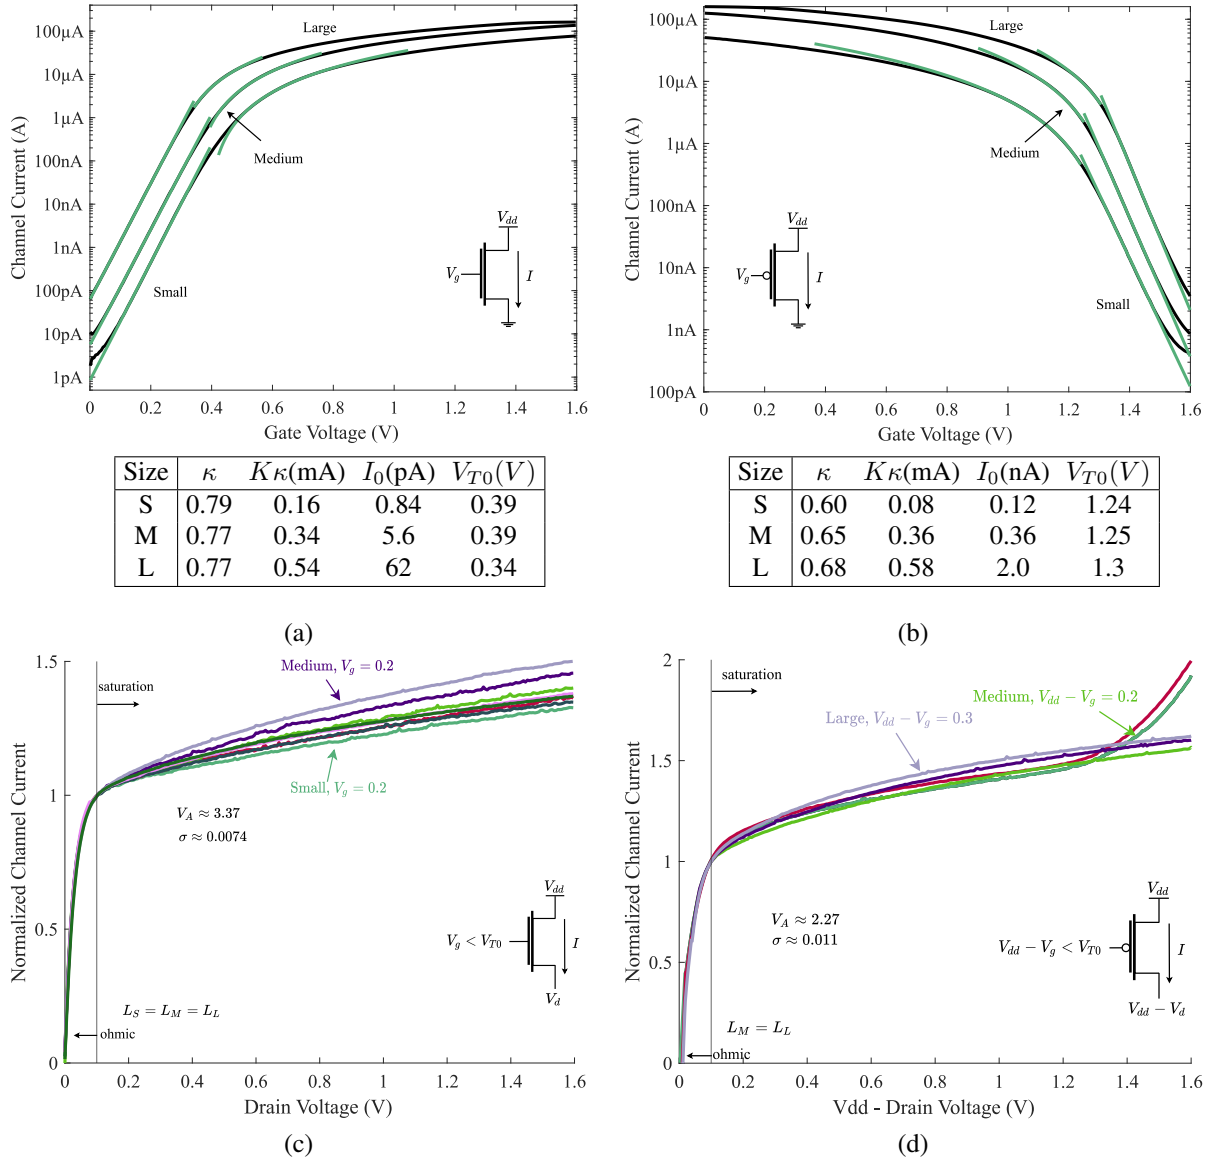 100µA
10µA
1µA
100nA
10nA
1nA
100pA
10pA
1pA
Channel Current (A)
Large
Medium
Small
V_dd
V_g
I
0 0.2 0.4 0.6 0.8 1 1.2 1.4 1.6
Gate Voltage (V)
Size κ Kκ(mA) I_0(pA) V_T0(V)
S 0.79 0.16 0.84 0.39
M 0.77 0.34 5.6 0.39
L 0.77 0.54 62 0.34
(a)
100µA
10µA
1µA
100nA
10nA
1nA
100pA
Channel Current (A)
Large
Medium
Small
V_dd
V_g
I
0 0.2 0.4 0.6 0.8 1 1.2 1.4 1.6
Gate Voltage (V)
Size κ Kκ(mA) I_0(nA) V_T0(V)
S 0.60 0.08 0.12 1.24
M 0.65 0.36 0.36 1.25
L 0.68 0.58 2.0 1.3
(b)
1.5
1
0.5
0
Normalized Channel Current
saturation
Medium, V_g = 0.2
Small, V_g = 0.2
V_A ≈ 3.37
σ ≈ 0.0074
V_dd
V_g < V_T0
I
V_d
L_S = L_M = L_L
ohmic
0 0.2 0.4 0.6 0.8 1 1.2 1.4 1.6
Drain Voltage (V)
(c)
2
1.5
1
0.5
0
Normalized Channel Current
saturation
Medium, V_dd − V_g = 0.2
Large, V_dd − V_g = 0.3
V_A ≈ 2.27
σ ≈ 0.011
V_dd
V_dd − V_g < V_T0
I
V_dd − V_d
L_M = L_L
ohmic
0 0.2 0.4 0.6 0.8 1 1.2 1.4 1.6
Vdd - Drain Voltage (V)
(d)